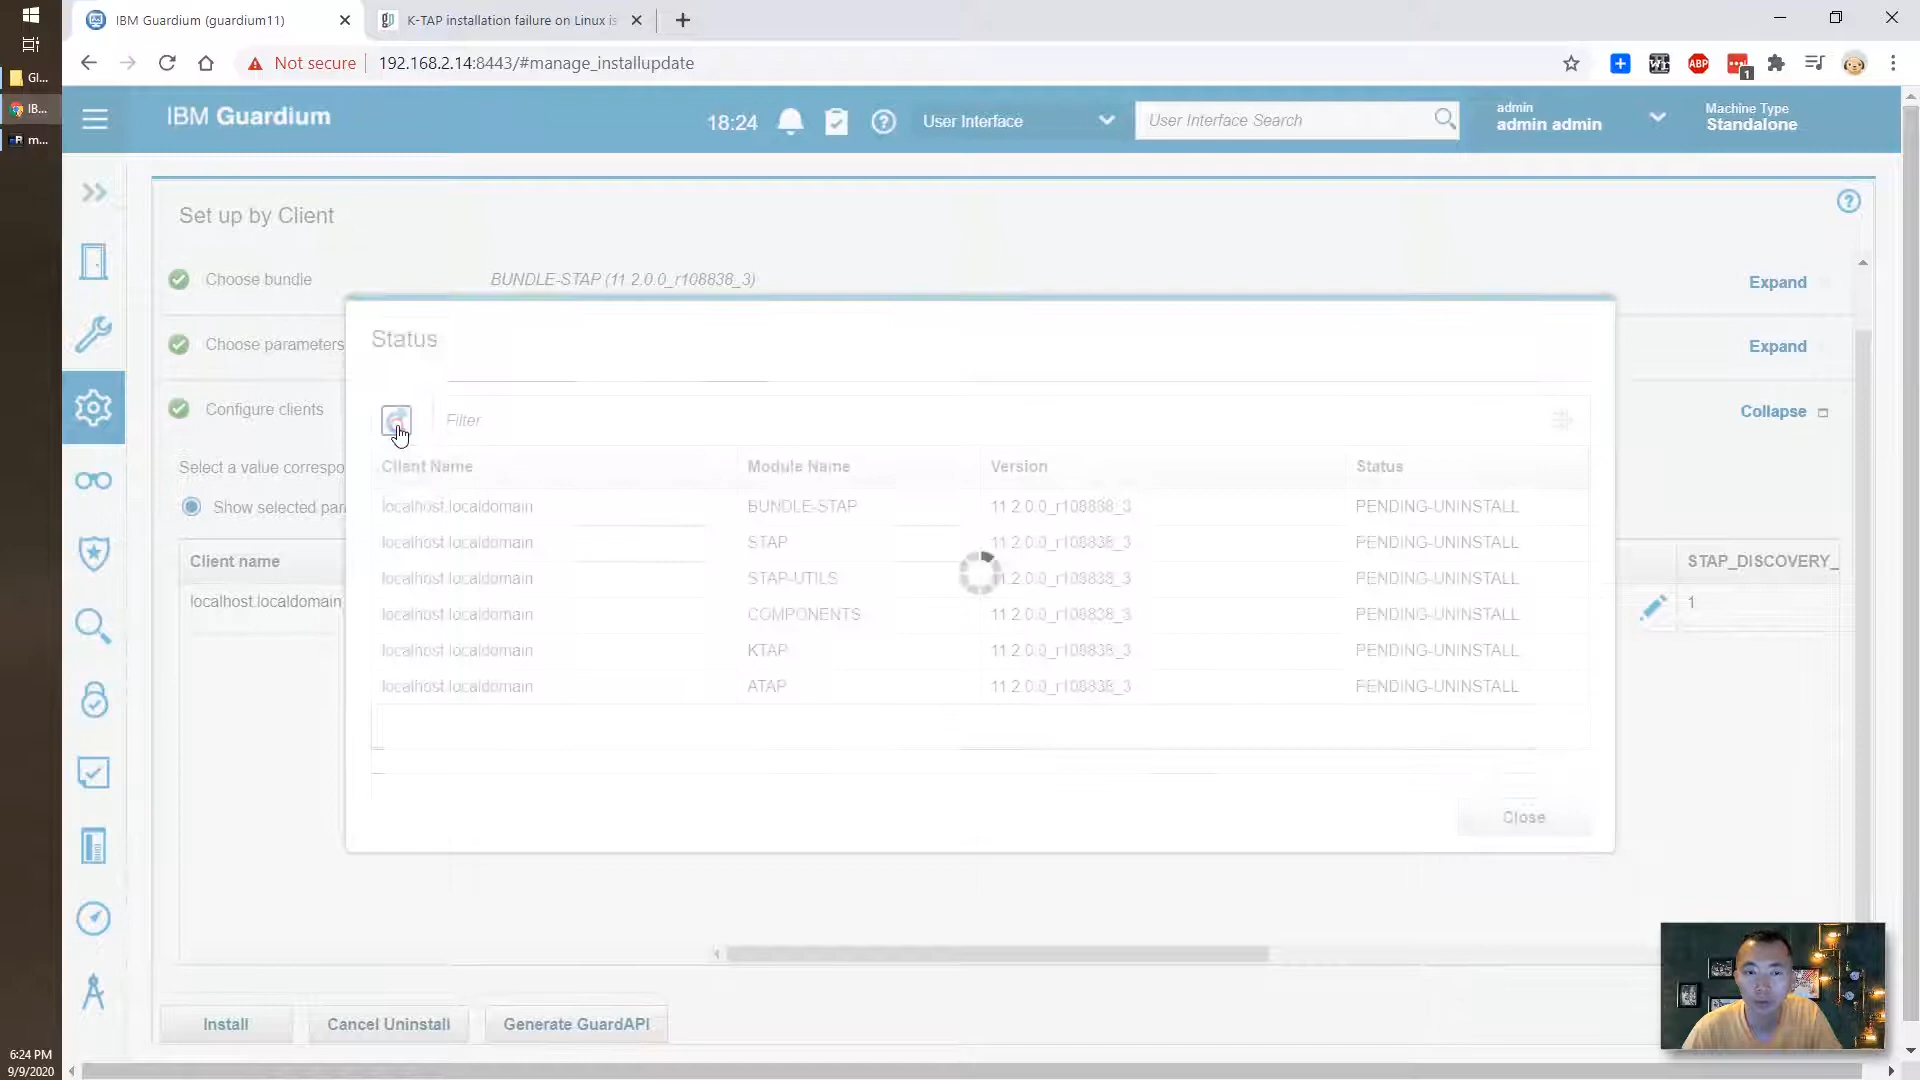 IBM Guardium (guardium11)
K-TAP installation failure on Linux is
Not secure
192.168.2.14:8443/#manage_installupdate
GI...
IB...
m...
IBM Guardium
18:24
User Interface
User Interface Search
admin
admin admin
Machine Type
Standalone
ABP
1
Set up by Client
Choose bundle
BUNDLE-STAP (11.2.0.0_r108838_3)
Expand
Choose parameters
Expand
Configure clients
Collapse
Select a value correspo
Show selected par
Client name
localhost.localdomain
STAP_DISCOVERY_
1
Status
Filter
Client Name Module Name Version Status
localhost.localdomain BUNDLE-STAP 11.2.0.0_r108838_3 PENDING-UNINSTALL
localhost.localdomain STAP 11.2.0.0_r108838_3 PENDING-UNINSTALL
localhost.localdomain STAP-UTILS 11.2.0.0_r108838_3 PENDING-UNINSTALL
localhost.localdomain COMPONENTS 11.2.0.0_r108838_3 PENDING-UNINSTALL
localhost.localdomain KTAP 11.2.0.0_r108838_3 PENDING-UNINSTALL
localhost.localdomain ATAP 11.2.0.0_r108838_3 PENDING-UNINSTALL
Close
Install
Cancel Uninstall
Generate GuardAPI
6:24 PM
9/9/2020